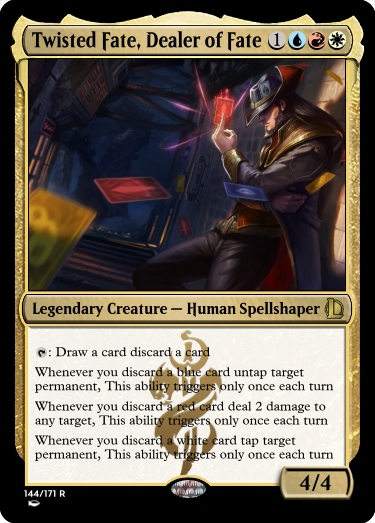 Twisted Fate, Dealer of Fate 1
Legendary Creature — Human Spellshaper
: Draw a card discard a card
Whenever you discard a blue card untap target
permanent, This ability triggers only once each turn
Whenever you discard a red card deal 2 damage to
any target, This ability triggers only once each turn
Whenever you discard a white card tap target
permanent, This ability triggers only once each turn
4/4
144/171 R